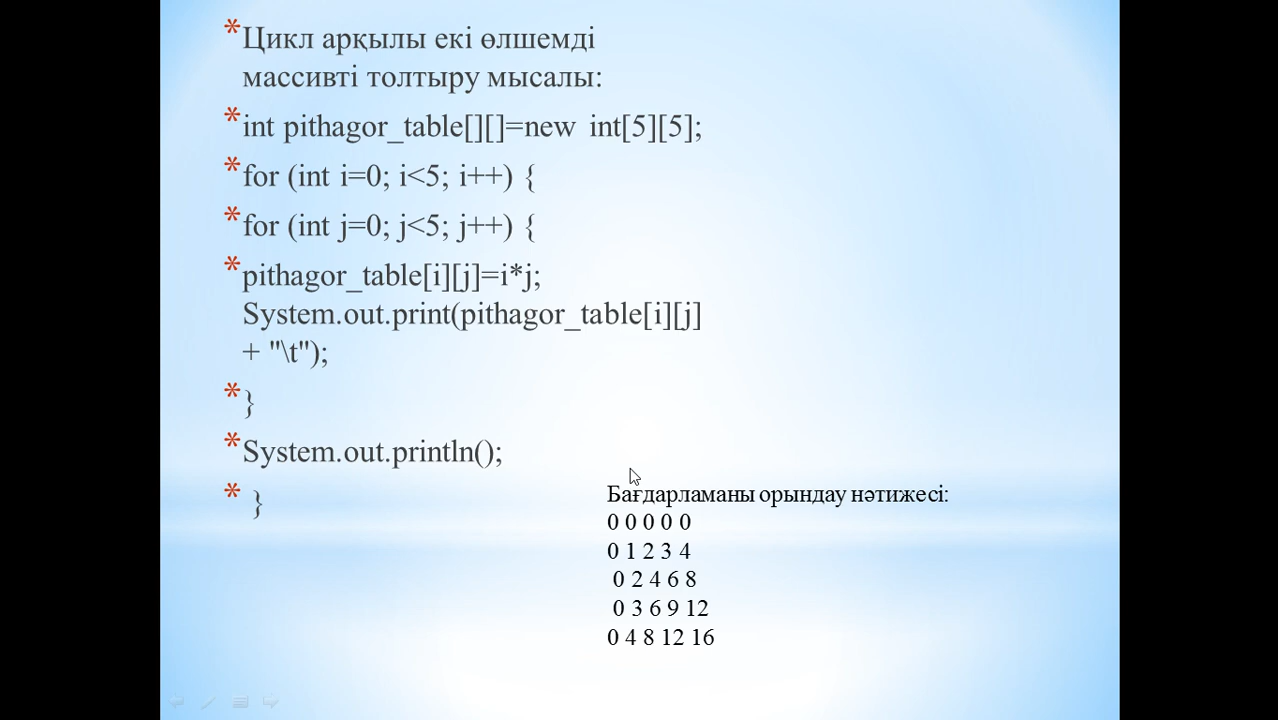 * Цикл арқылы екі өлшемді
массивті толтыру мысалы:
* int pithagor_table[][]=new int[5][5];
* for (int i=0; i<5; i++) {
* for (int j=0; j<5; j++) {
* pithagor_table[i][j]=i*j;
System.out.print(pithagor_table[i][j]
+ "\t");
* }
* System.out.println();
* }
Бағдарламаны орындау нәтижесі:
0 0 0 0 0
0 1 2 3 4
0 2 4 6 8
0 3 6 9 12
0 4 8 12 16